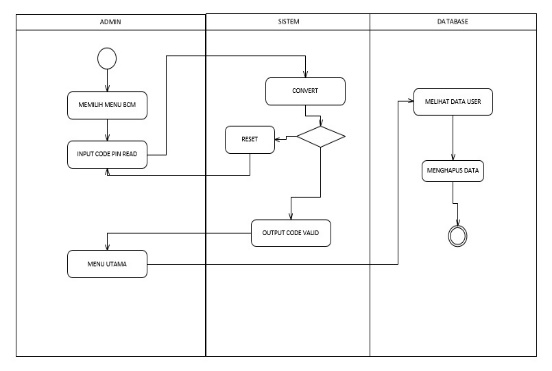 ADMIN
SISTEM
DATABASE
MEMILIH MENU BCM
INPUT CODE PIN READ
CONVERT
RESET
OUTPUT CODE VALID
MENU UTAMA
MELIHAT DATA USER
MENGHAPUS DATA